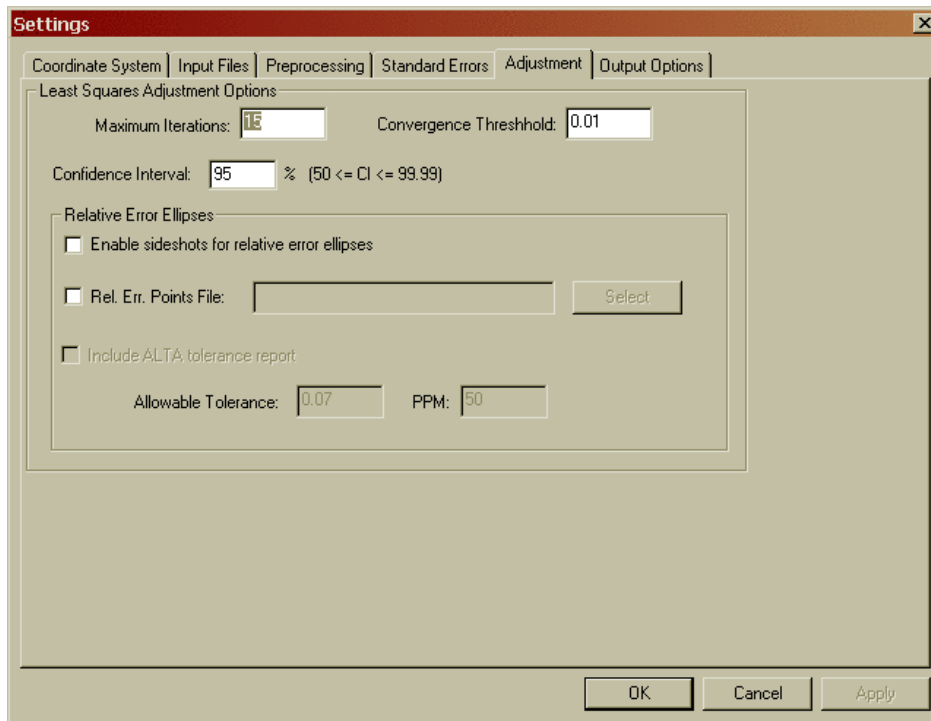 Settings
Coordinate System Input Files Preprocessing Standard Errors Adjustment Output Options
Least Squares Adjustment Options
Maximum Iterations: 15 Convergence Threshhold: 0.01
Confidence Interval: 95 % (50 <= CI <= 99.99)
Relative Error Ellipses
Enable sideshots for relative error ellipses
Rel. Err. Points File: Select
Include ALTA tolerance report
Allowable Tolerance: 0.07 PPM: 50
OK Cancel Apply